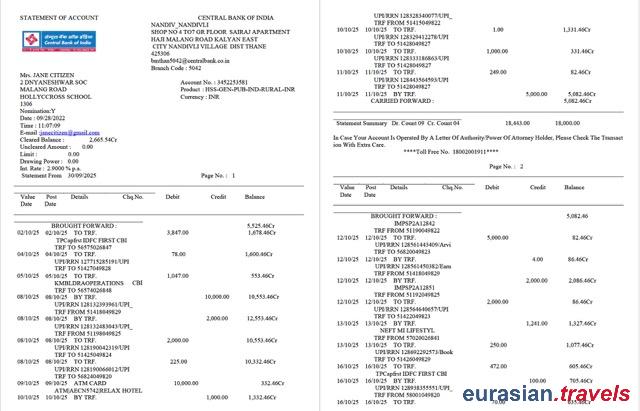 STATEMENT OF ACCOUNT
Central Bank of India
CENTRAL BANK OF INDIA
NANDIV_NANDIVLI
SHOP NO 4 TO7 GR FLOOR SAIRAJ APARTMENT
HAJI MALANG ROAD KALYAN EAST
CITY NANDIVLI VILLAGE DIST THANE
425306
bmthan5042@centralbank.co.in
Branch Code : 5042
Mrs. JANE CITIZEN
2 DNYANESHWAR SOC
MALANG ROAD
HOLLYCCROSS SCHOOL
1306
Nomination:Y
Date : 09/28/2022
Time : 11:07:09
E-mail :janecitizen@gmail.com
Cleared Balance : 2,665.54Cr
Uncleared Amount : 0.00
Limit : 0.00
Drawing Power : 0.00
Int. Rate : 2.9000 % p.a.
Statement From 30/09/2025 Page No. : 1
Account No. : 3452253581
Product : HSS-GEN-PUB-IND-RURAL-INR
Currency : INR
Value Date Post Date Details Chq.No. Debit Credit Balance
BROUGHT FORWARD : 5,525.46Cr
02/10/25 02/10/25 TO TRF. 3,847.00 1,678.46Cr
TPCapfrst IDFC FIRST CBI
TRF TO 56575026847
04/10/25 04/10/25 TO TRF. 78.00 1,600.46Cr
UPI/RRN 127715285191/UPI
TRF TO 51427049828
05/10/25 05/10/25 TO TRF. 1,047.00 553.46Cr
KMBLDRAOPERATIONS CBI
TRF TO 56574026848
08/10/25 08/10/25 BY TRF. 10,000.00 10,553.46Cr
UPI/RRN 128132393961/UPI_
TRF FROM 51418049829
08/10/25 08/10/25 BY TRF. 2,000.00 12,553.46Cr
UPI/RRN 128132483043/UPI_
TRF FROM 51198049825
08/10/25 08/10/25 TO TRF. 2,000.00 10,553.46Cr
UPI/RRN 128190042319/UPI
TRF TO 51425049824
08/10/25 08/10/25 TO TRF. 225.00 10,332.46Cr
UPI/RRN 128190066012/UPI
TRF TO 56824049820
09/10/25 09/10/25 ATM CARD 10,000.00 332.46Cr
ATMAECN5742|RELAX HOTEL
10/10/25 10/10/25 BY TRF. 1,000.00 1,332.46Cr
UPI/RRN 128328340077/UPI_
TRF FROM 51415049822
10/10/25 10/10/25 TO TRF. 1.00 1,331.46Cr
UPI/RRN 128329412278/UPI
TRF TO 51428049827
10/10/25 10/10/25 TO TRF. 1,000.00 331.46Cr
UPI/RRN 128333186863/UPI
TRF TO 51428049827
11/10/25 11/10/25 TO TRF. 249.00 82.46Cr
UPI/RRN 128443564593/UPI
TRF TO 51428049827
11/10/25 11/10/25 BY TRF. 5,000.00 5,082.46Cr
CARRIED FORWARD : 5,082.46Cr
Statement Summary Dr. Count 09 Cr. Count 04 18,443.00 18,000.00
In Case Your Account Is Operated By A Letter Of Authority/Power Of Attorney Holder, Please Check The Transact
ion With Extra Care.
****Toll Free No. 18002001911****
Page No. : 2
Value Date Post Date Details Chq.No. Debit Credit Balance
BROUGHT FORWARD : 5,082.46
IMPSP2A12842
TRF FROM 51190049822
12/10/25 12/10/25 TO TRF. 5,000.00 82.46Cr
UPI/RRN 128561443409/Arvi
TRF TO 56820049823
12/10/25 12/10/25 BY TRF. 4.00 86.46Cr
UPI/RRN 128561450382/Earn
TRF FROM 51418049829
12/10/25 12/10/25 BY TRF. 2,000.00 2,086.46Cr
IMPSP2A12851
TRF FROM 51192049825
12/10/25 12/10/25 TO TRF. 2,000.00 86.46Cr
UPI/RRN 128564640657/UPI
TRF TO 51422049823
13/10/25 13/10/25 BY TRF. 1,241.00 1,327.46Cr
NEFT MI LIFESTYL
TRF FROM 57020026841
13/10/25 13/10/25 TO TRF. 250.00 1,077.46Cr
UPI/RRN 128692292573/Book
TRF TO 51426049829
16/10/25 16/10/25 TO TRF. 472.00 605.46Cr
TPCapfrst IDFC FIRST CBI
16/10/25 16/10/25 BY TRF. 100.00 705.46Cr
UPI/RRN 128938355551/UPI
TRF FROM 58001049820
16/10/25 16/10/25 TO TRF. 70.00 635.46Cr
eurasian.travels